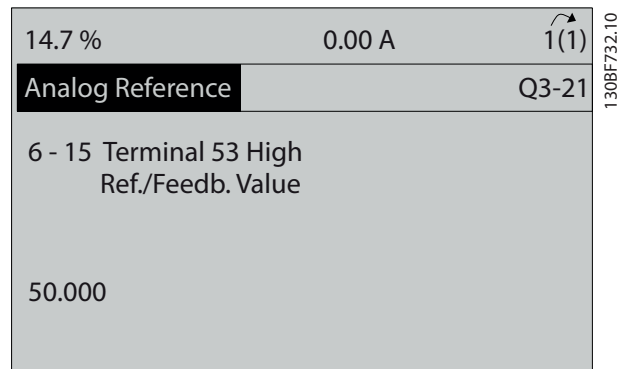 14.7 % 0.00 A 1(1)
Analog Reference Q3-21
6 - 15 Terminal 53 High
Ref./Feedb. Value
50.000
130BF732.10